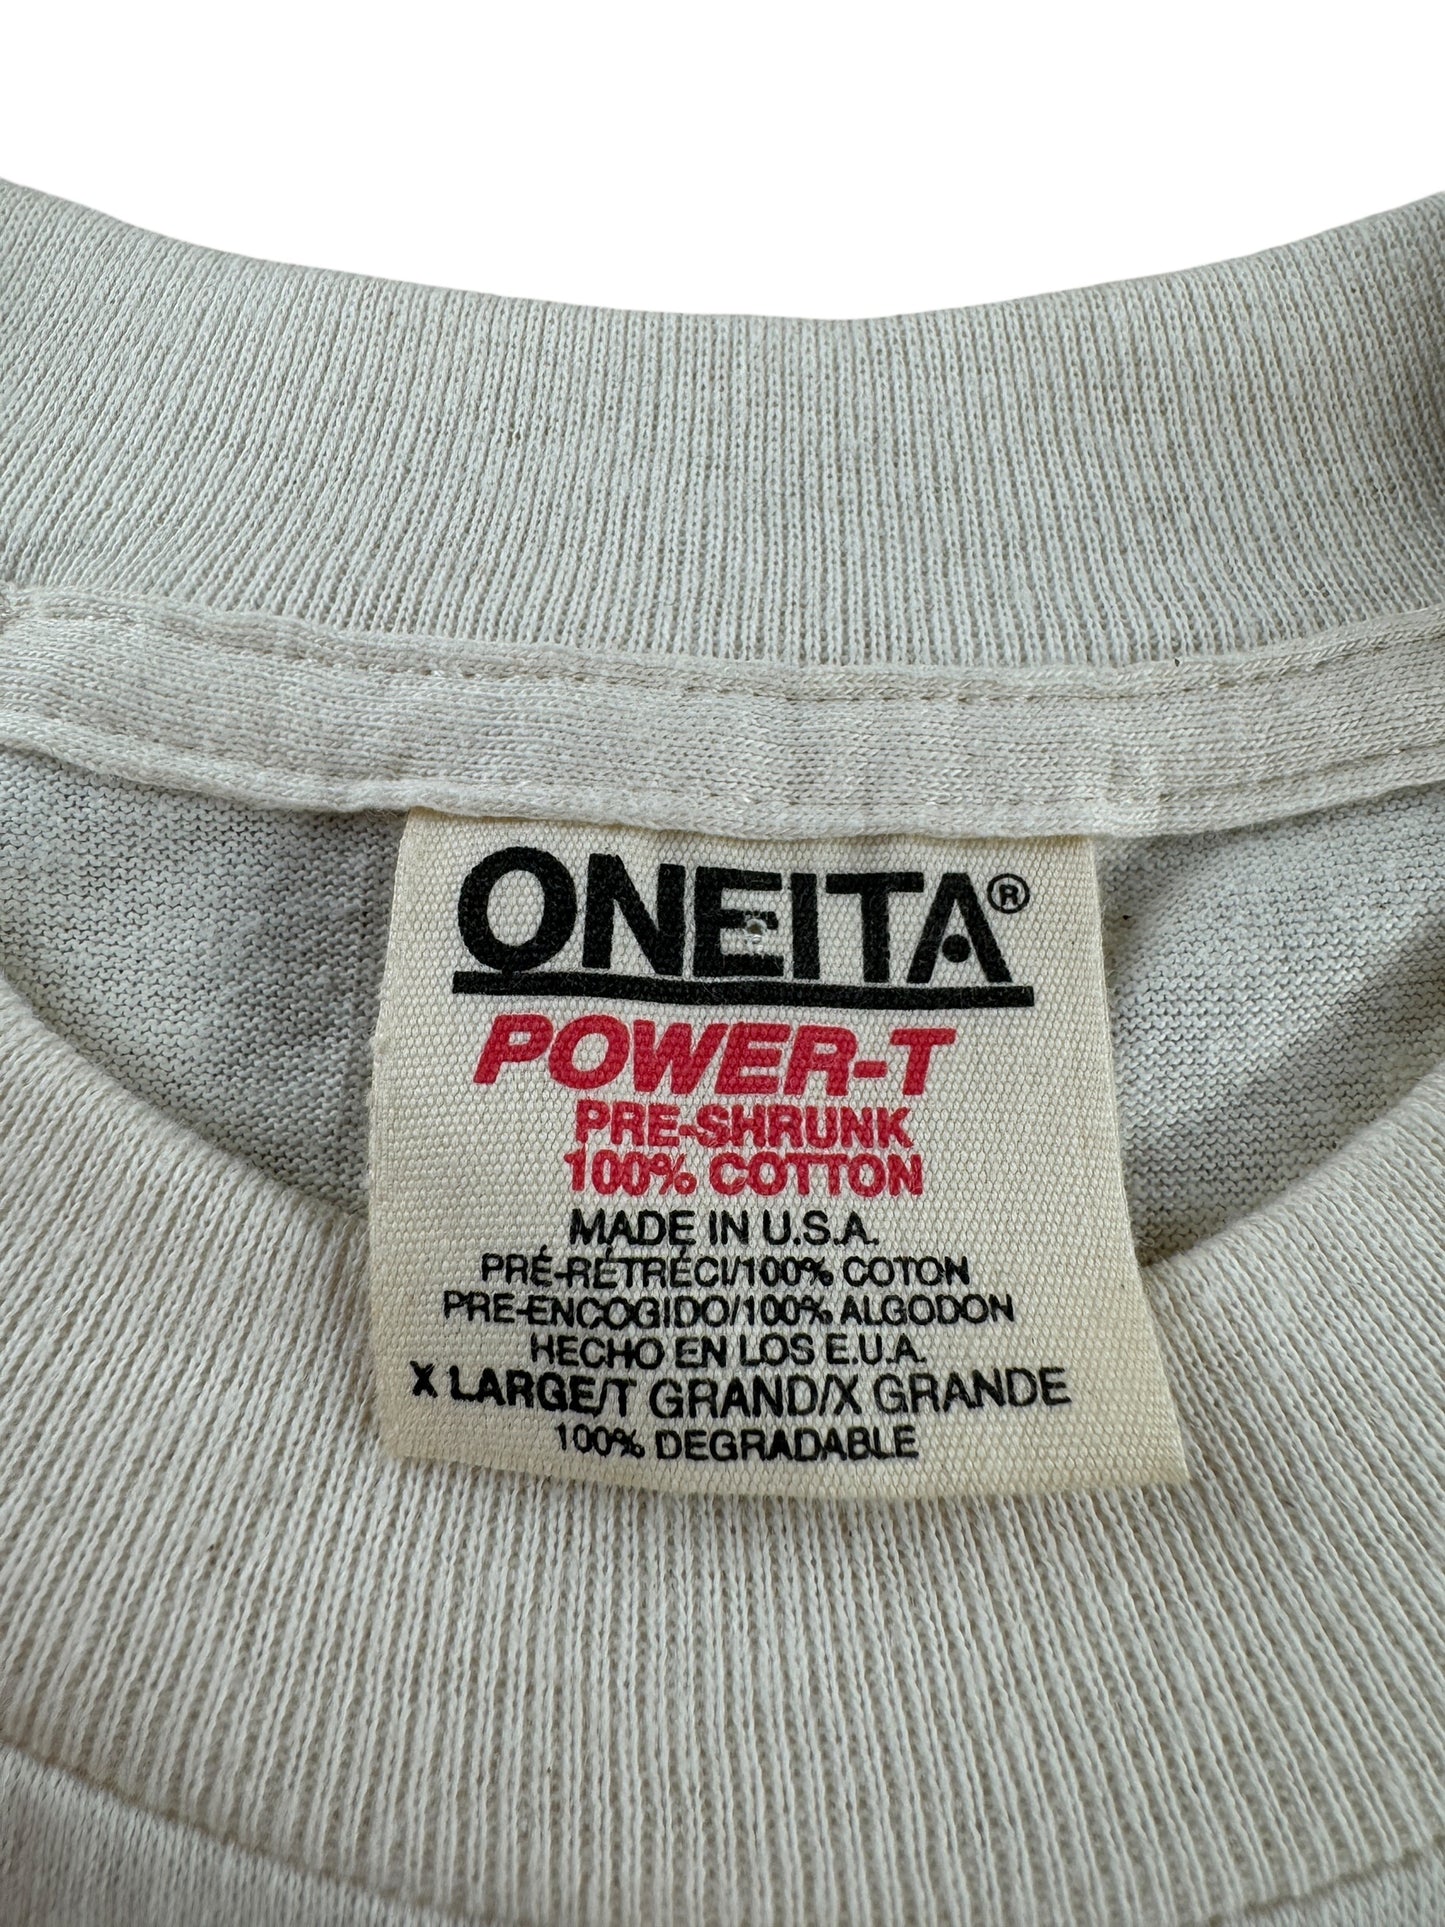 ONEITA®
POWER-T
PRE-SHRUNK
100% COTTON
MADE IN U.S.A.
PRÉ-RÉTRÉCI/100% COTON
PRE-ENCOGIDO/100% ALGODON
HECHO EN LOS E.U.A.
X LARGE/T GRAND/X GRANDE
100% DEGRADABLE